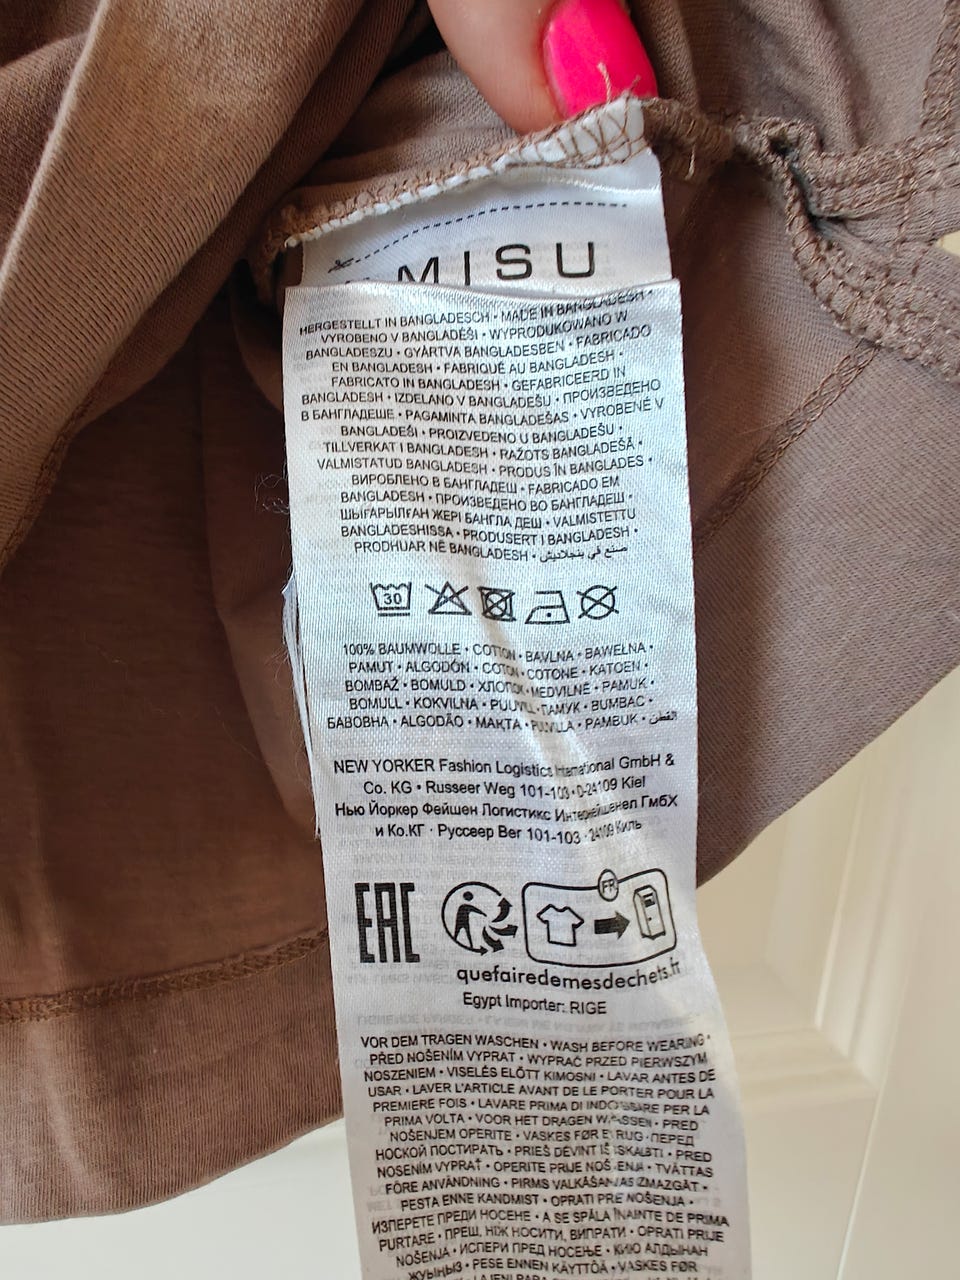 MISU
HERGESTELLT IN BANGLADESCH • MADE IN BANGLADESH •
VYROBENO V BANGLADÉŠI • WYPRODUKOWANO W
BANGLADESZU • GYÁRTVA BANGLADESBEN • FABRICADO
EN BANGLADESH • FABRIQUÉ AU BANGLADESH •
FABRICATO IN BANGLADESH • GEFABRICEERD IN
BANGLADESH • IZDELANO V BANGLADEŠU • ПРОИЗВЕДЕНО
В БАНГЛАДЕШЕ • PAGAMINTA BANGLADEŠAS • VYROBENÉ V
BANGLADÉŠI • PROIZVEDENO U BANGLADEŠU •
TILLVERKAT I BANGLADESH • RAŽOTS BANGLADEŠĀ •
VALMISTATUD BANGLADESH • PRODUS ÎN BANGLADES •
ВИРОБЛЕНО В БАНГЛАДЕШ • FABRICADO EM
BANGLADESH • ПРОИЗВЕДЕНО ВО БАНГЛАДЕШ •
ШЫҒАРЫЛҒАН ЖЕРІ БАНГЛА ДЕШ • VALMISTETTU
BANGLADESHISSA • PRODUSERT I BANGLADESH •
PRODHUAR NË BANGLADESH • صنع في بنجلاديش
30
100% BAUMWOLLE • COTTON • BAVLNA • BAWEŁNA •
PAMUT • ALGODÓN • COTON • COTONE • KATOEN •
BOMBAŽ • BOMULD • ХЛОПОК • MEDVILNĖ • PAMUK •
BOMULL • KOKVILNA • PUUVILL • ПАМУК • BUMBAC •
БАВОВНА • ALGODÃO • МАҚТА • PUUVILLA • PAMBUK • القطن
NEW YORKER Fashion Logistics International GmbH &
Co. KG • Russeer Weg 101-103 • D-24109 Kiel
Нью Йоркер Фейшен Логистикс Интернейшенел ГмбХ
и Ко.КГ · Руссеер Вег 101-103 · 24109 Киль
EAC
FR
quefairedemesdechets.fr
Egypt Importer: RIGE
VOR DEM TRAGEN WASCHEN • WASH BEFORE WEARING •
PŘED NOŠENÍM VYPRAT • WYPRAĆ PRZED PIERWSZYM
NOSZENIEM • VISELÉS ELŐTT KIMOSNI • LAVAR ANTES DE
USAR • LAVER L'ARTICLE AVANT DE LE PORTER POUR LA
PREMIERE FOIS • LAVARE PRIMA DI INDOSSARE PER LA
PRIMA VOLTA • VOOR HET DRAGEN WASSEN • PRED
NOŠENJEM OPERITE • VASKES FØR BRUG • ПЕРЕД
НОСКОЙ ПОСТИРАТЬ • PRIEŠ DĖVINT IŠSKALBTI • PRED
NOSENÍM VYPRAŤ • OPERITE PRIJE NOŠENJA • TVÄTTAS
FÖRE ANVÄNDNING • PIRMS VALKĀŠANAS IZMAZGĀT •
PESTA ENNE KANDMIST • OPRATI PRE NOŠENJA •
ИЗПЕРЕТЕ ПРЕДИ НОСЕНЕ • A SE SPĂLA ÎNAINTE DE PRIMA
PURTARE • ПРЕШ, НІЖ НОСИТИ, ВИПРАТИ • OPRATI PRIJE
NOŠENJA • ИСПЕРИ ПРЕД НОСЕЊЕ • КИЮ АЛДЫНАН
ЖУЫҢЫЗ • PESE ENNEN KÄYTTÖÄ • VASKES FØR